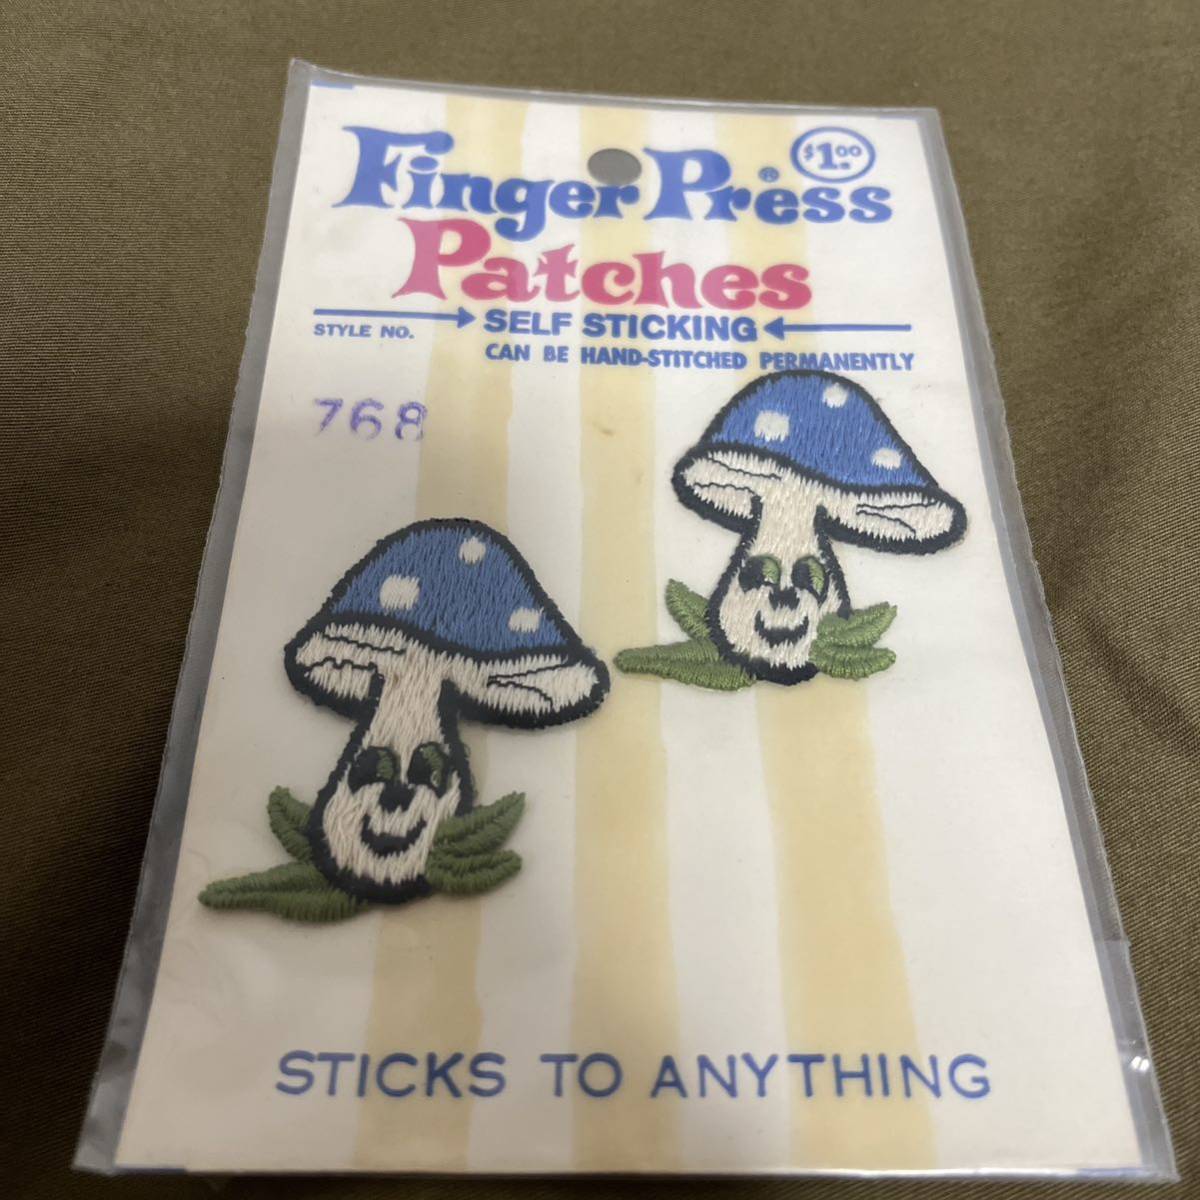 $1.00
Finger Press®
Patches
SELF STICKING
STYLE NO.
CAN BE HAND-STITCHED PERMANENTLY
768
STICKS TO ANYTHING